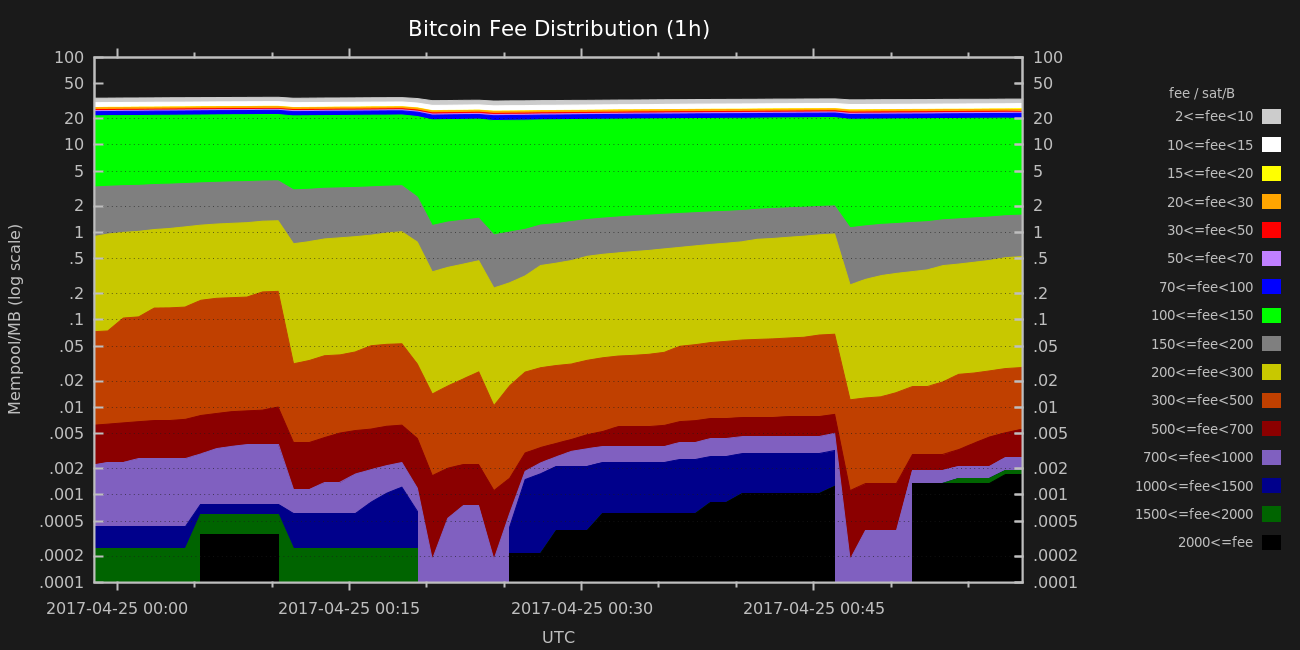 Bitcoin Fee Distribution (1h)
100 100
50 50
20 20
10 10
5 5
2 2
1 1
.5 .5
.2 .2
.1 .1
.05 .05
.02 .02
.01 .01
.005 .005
.002 .002
.001 .001
.0005 .0005
.0002 .0002
.0001 .0001
Mempool/MB (log scale)
2017-04-25 00:00 2017-04-25 00:15 2017-04-25 00:30 2017-04-25 00:45
UTC
fee / sat/B
2<=fee<10
10<=fee<15
15<=fee<20
20<=fee<30
30<=fee<50
50<=fee<70
70<=fee<100
100<=fee<150
150<=fee<200
200<=fee<300
300<=fee<500
500<=fee<700
700<=fee<1000
1000<=fee<1500
1500<=fee<2000
2000<=fee